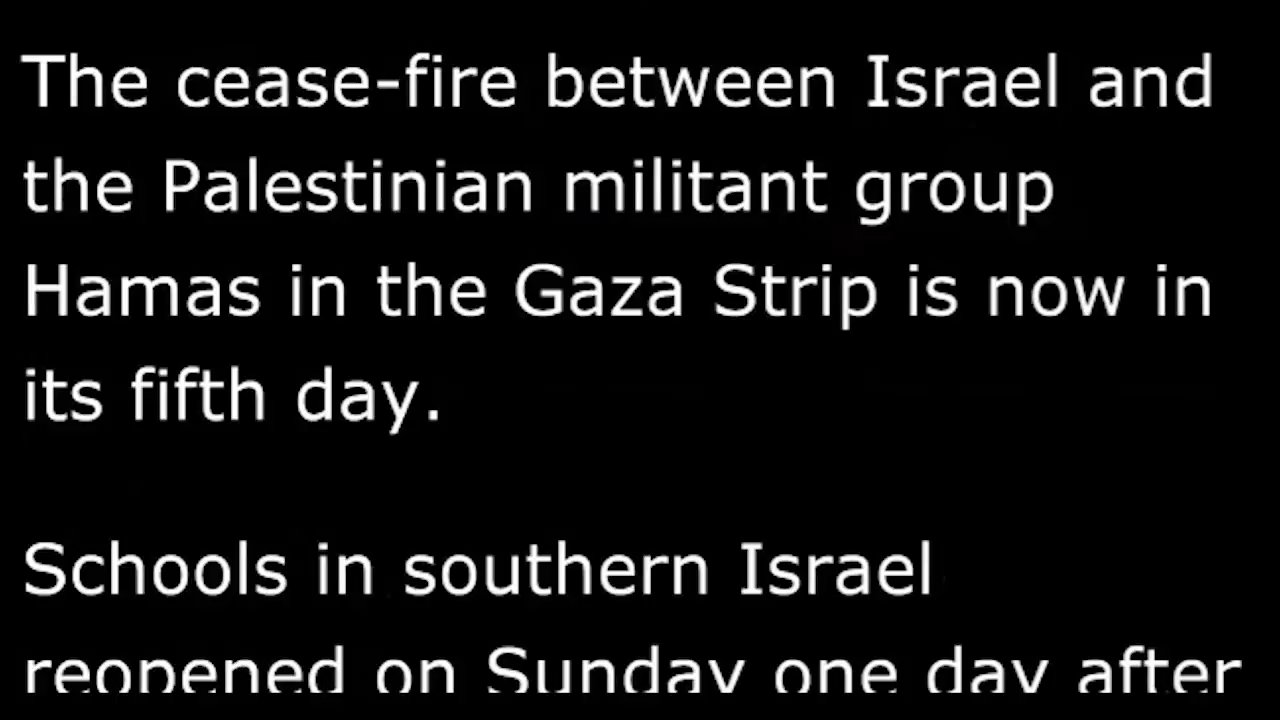 The cease-fire between Israel and
the Palestinian militant group
Hamas in the Gaza Strip is now in
its fifth day.
Schools in southern Israel
reopened on Sunday one day after